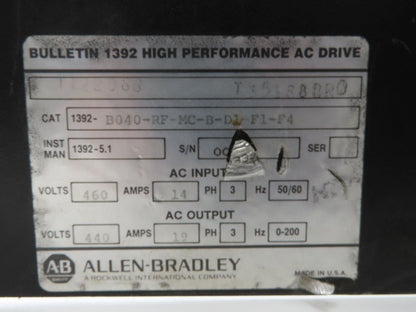 BULLETIN 1392 HIGH PERFORMANCE AC DRIVE
CAT 1392- B040-RF-MC-B-D1-F1-F4
INST MAN 1392-5.1 S/N SER
AC INPUT
VOLTS 460 AMPS 14 PH 3 Hz 50/60
AC OUTPUT
VOLTS 440 AMPS 19 PH 3 Hz 0-200
AB ALLEN-BRADLEY
A ROCKWELL INTERNATIONAL COMPANY
MADE IN U.S.A.